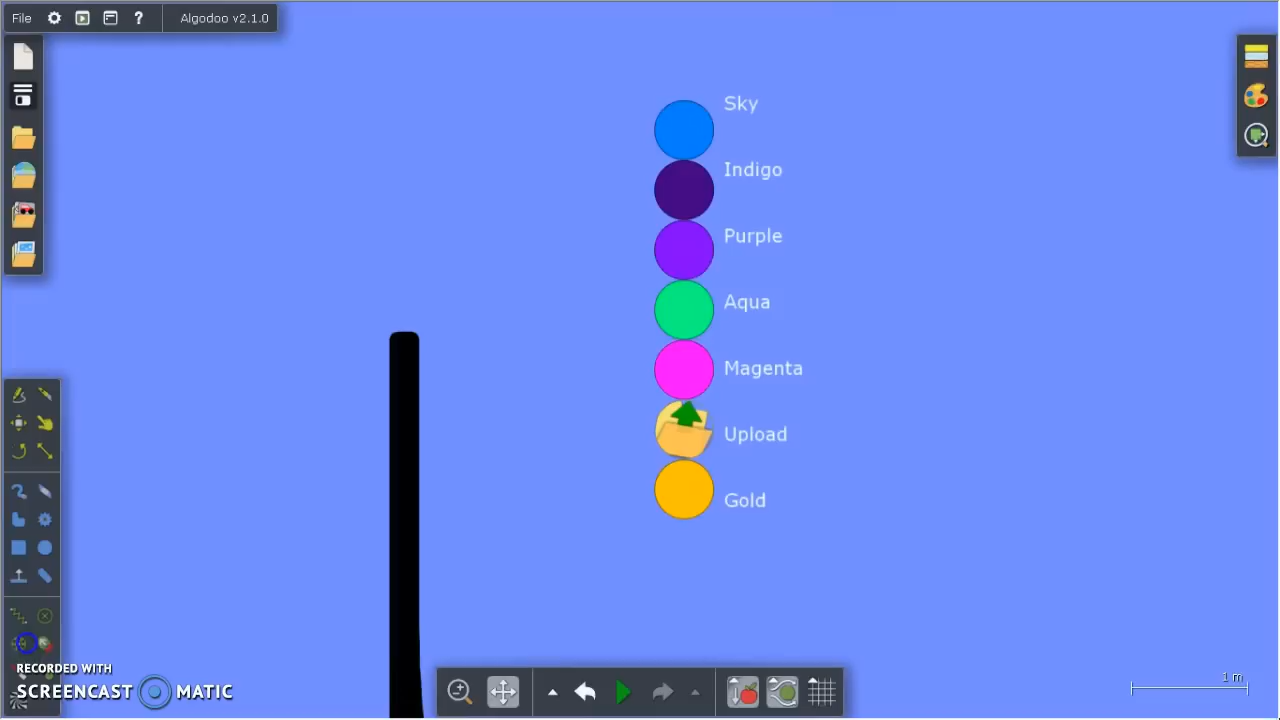 File ? Algodoo v2.1.0
Sky
Indigo
Purple
Aqua
Magenta
Upload
Gold
RECORDED WITH
SCREENCAST MATIC
1 m